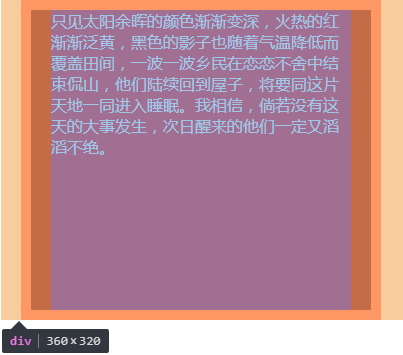 只见太阳余晖的颜色渐渐变深，火热的红
渐渐泛黄，黑色的影子也随着气温降低而
覆盖田间，一波一波乡民在恋恋不舍中结
束侃山，他们陆续回到屋子，将要同这片
天地一同进入睡眠。我相信，倘若没有这
天的大事发生，次日醒来的他们一定又滔
滔不绝。
div 360×320